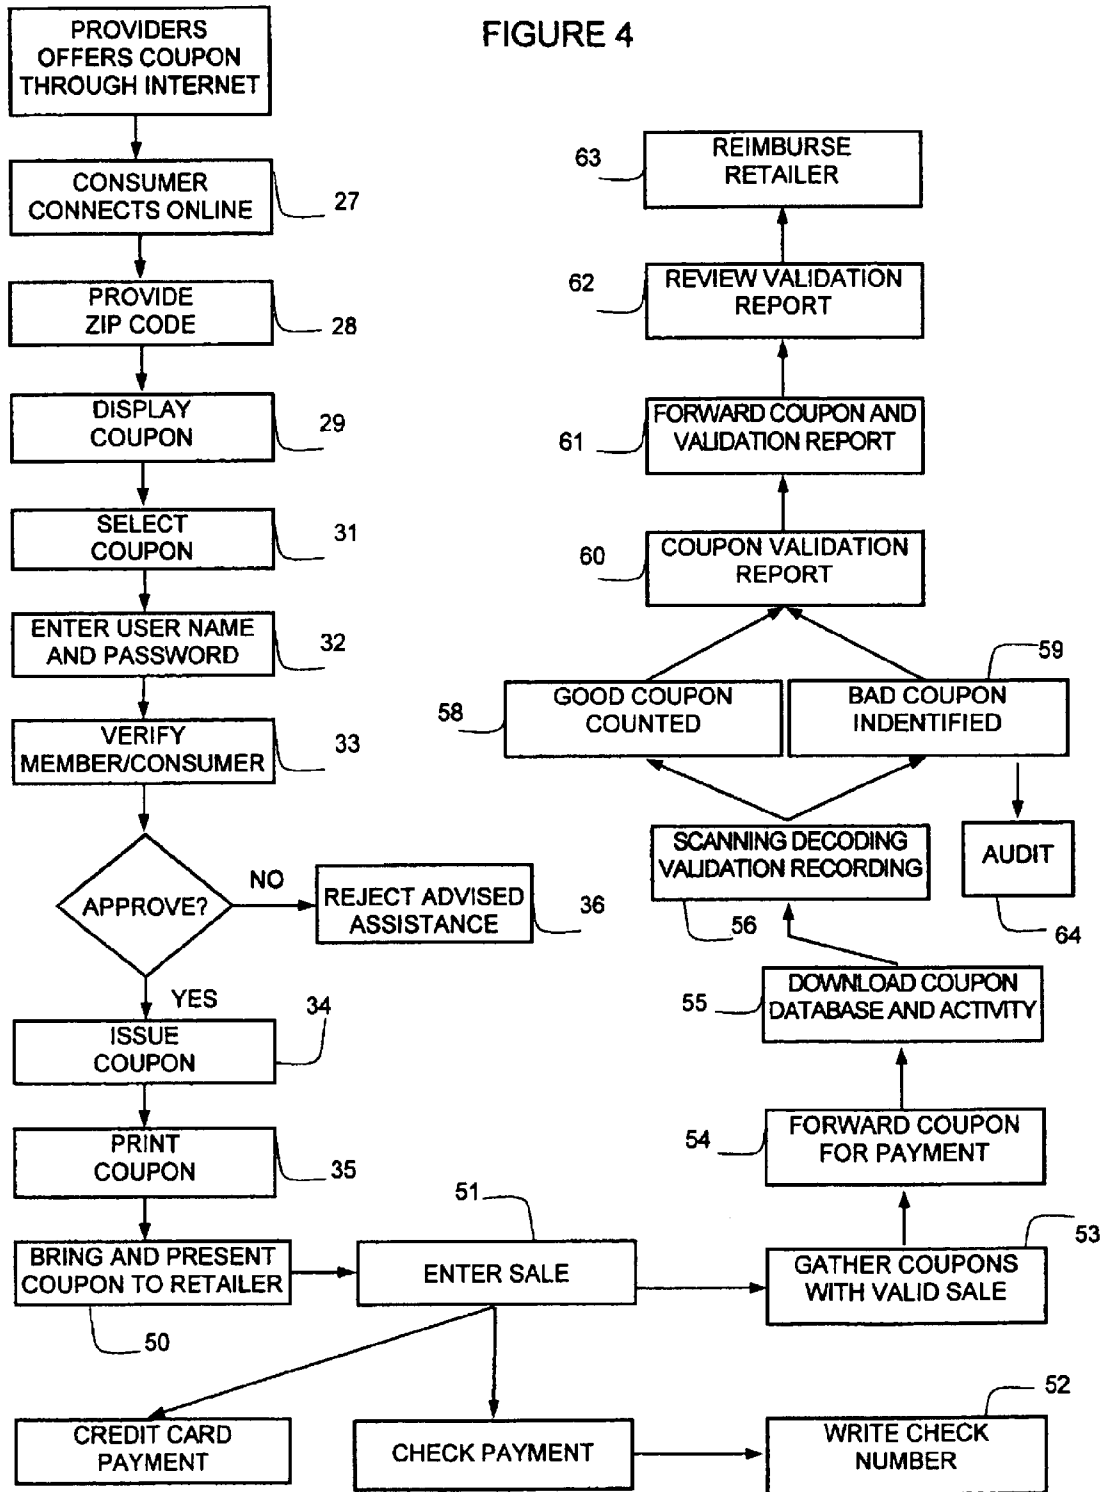 FIGURE 4
PROVIDERS
OFFERS COUPON
THROUGH INTERNET
CONSUMER
CONNECTS ONLINE
27
PROVIDE
ZIP CODE
28
DISPLAY
COUPON
29
SELECT
COUPON
31
ENTER USER NAME
AND PASSWORD
32
VERIFY
MEMBER/CONSUMER
33
APPROVE?
NO
REJECT ADVISED
ASSISTANCE
36
YES
ISSUE
COUPON
34
PRINT
COUPON
35
BRING AND PRESENT
COUPON TO RETAILER
50
ENTER SALE
51
CREDIT CARD
PAYMENT
CHECK PAYMENT
WRITE CHECK
NUMBER
52
GATHER COUPONS
WITH VALID SALE
53
FORWARD COUPON
FOR PAYMENT
54
DOWNLOAD COUPON
DATABASE AND ACTIVITY
55
SCANNING DECODING
VALIDATION RECORDING
56
GOOD COUPON
COUNTED
58
BAD COUPON
INDENTIFIED
59
AUDIT
64
COUPON VALIDATION
REPORT
60
FORWARD COUPON AND
VALIDATION REPORT
61
REVIEW VALIDATION
REPORT
62
REIMBURSE
RETAILER
63